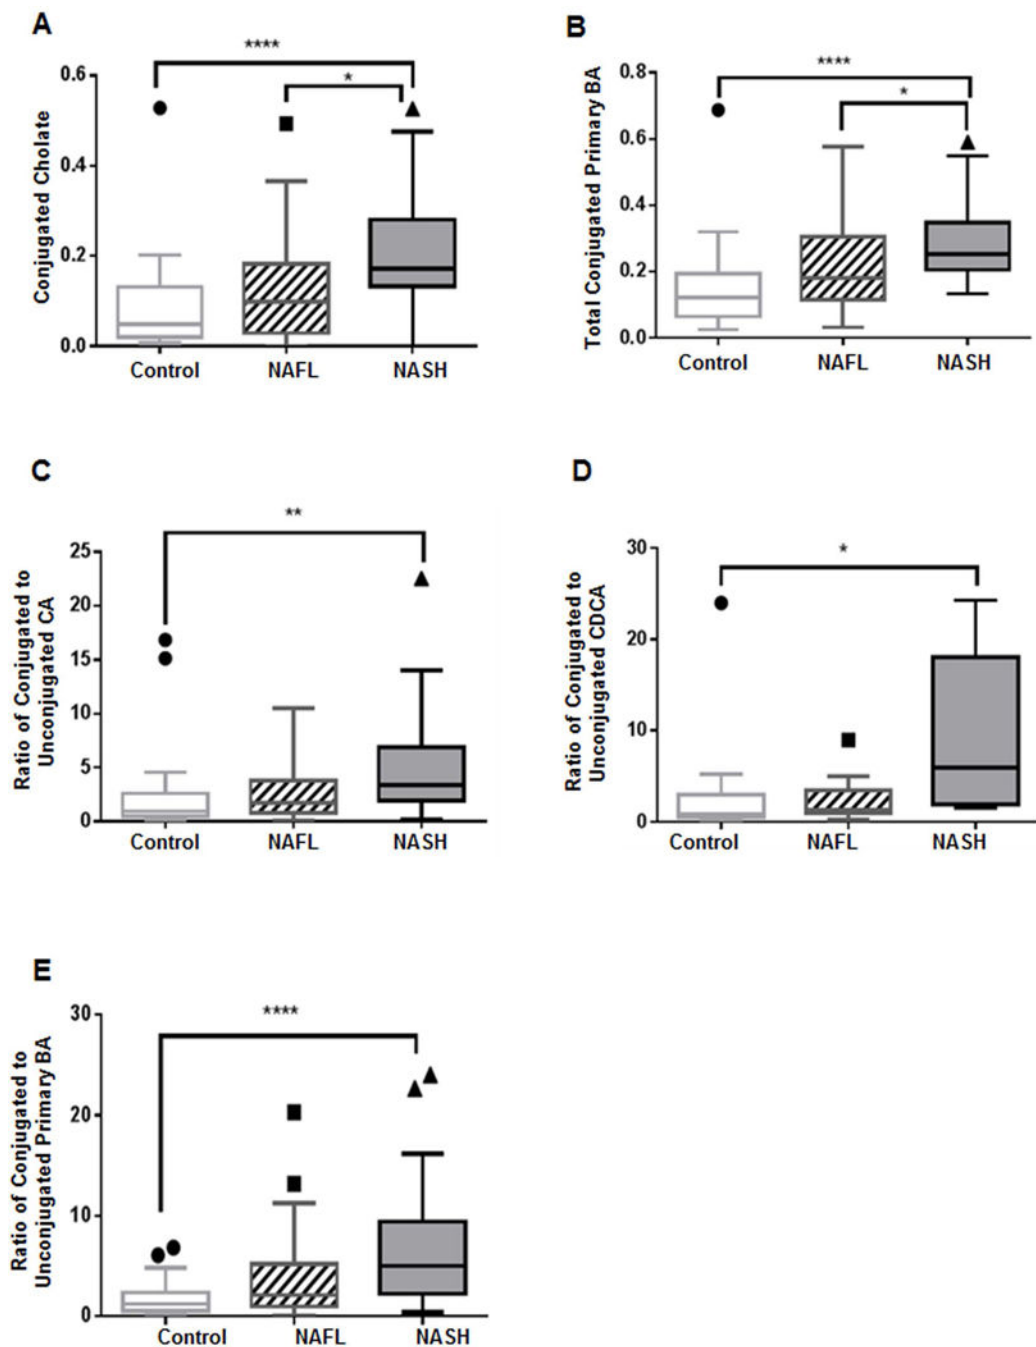 A
****
*
Conjugated Cholate
0.6
0.4
0.2
0.0
Control NAFL NASH
B
****
*
Total Conjugated Primary BA
0.8
0.6
0.4
0.2
0.0
Control NAFL NASH
C
**
Ratio of Conjugated to
Unconjugated CA
25
20
15
10
5
0
Control NAFL NASH
D
*
Ratio of Conjugated to
Unconjugated CDCA
30
20
10
0
Control NAFL NASH
E
****
Ratio of Conjugated to
Unconjugated Primary BA
30
20
10
0
Control NAFL NASH